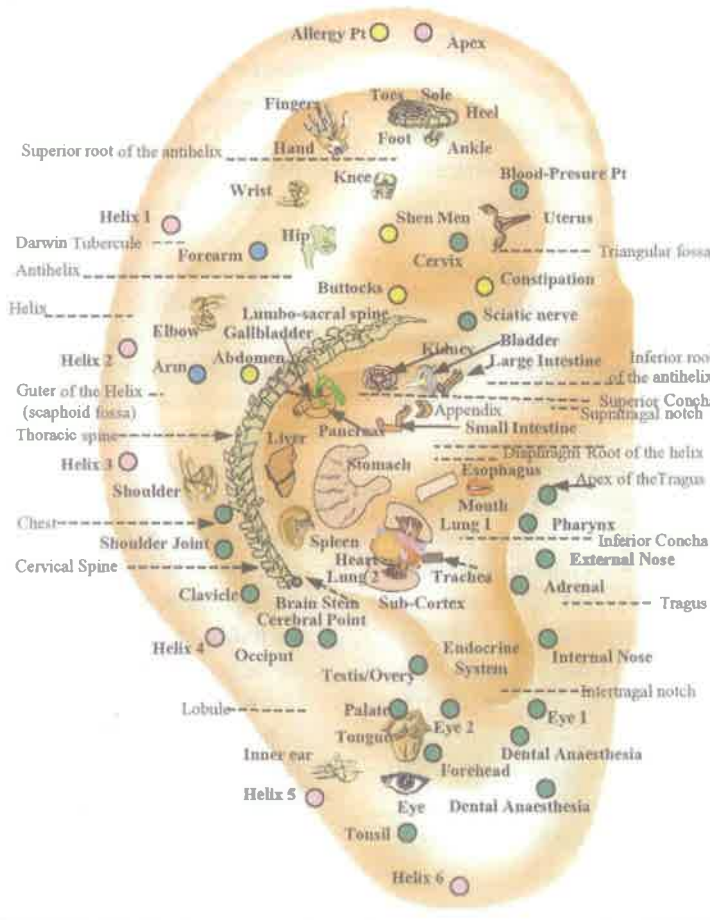 Allergy Pt
Apex
Fingers
Toes Sole
Heel
Foot
Hand
Ankle
Superior root of the antihelix
Knee
Blood-Presure Pt
Wrist
Helix 1
Shen Men
Uterus
Darwin Tubercule
Forearm
Hip
Triangular fossa
Cervix
Antihelix
Buttocks
Constipation
Helix
Lumbo-sacral spine
Sciatic nerve
Elbow
Gallbladder
Kidney
Bladder
Helix 2
Arm
Abdomen
Large Intestine
Inferior root
of the antihelix
Guter of the Helix
(scaphoid fossa)
Superior Concha
Appendix
Supratragal notch
Thoracic spine
Liver
Pancreas
Small Intestine
Diaphragm Root of the helix
Helix 3
Stomach
Esophagus
Apex of theTragus
Shoulder
Mouth
Chest
Lung 1
Pharynx
Shoulder Joint
Spleen
Inferior Concha
Heart
External Nose
Cervical Spine
Lung 2
Trachea
Adrenal
Clavicle
Brain Stein
Sub-Cortex
Tragus
Cerebral Point
Helix 4
Occiput
Endocrine
System
Internal Nose
Testis/Overy
Intertragal notch
Lobule
Palate
Eye 2
Eye 1
Tongue
Inner ear
Forehead
Dental Anaesthesia
Helix 5
Eye
Dental Anaesthesia
Tonsil
Helix 6